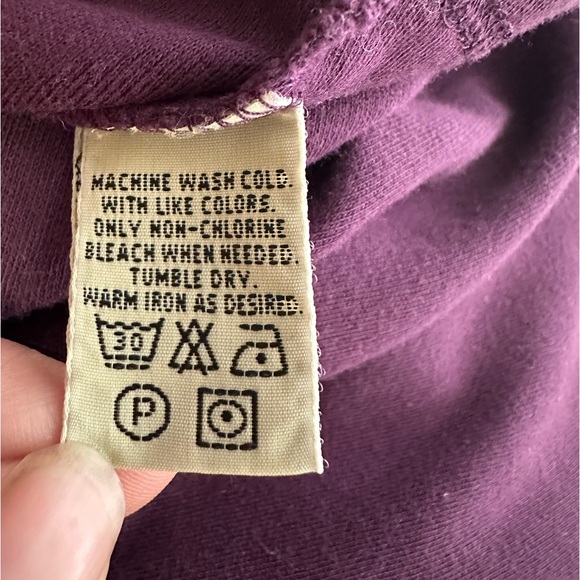 MACHINE WASH COLD.
WITH LIKE COLORS.
ONLY NON-CHLORINE
BLEACH WHEN NEEDED.
TUMBLE DRY.
WARM IRON AS DESIRED.
30
P